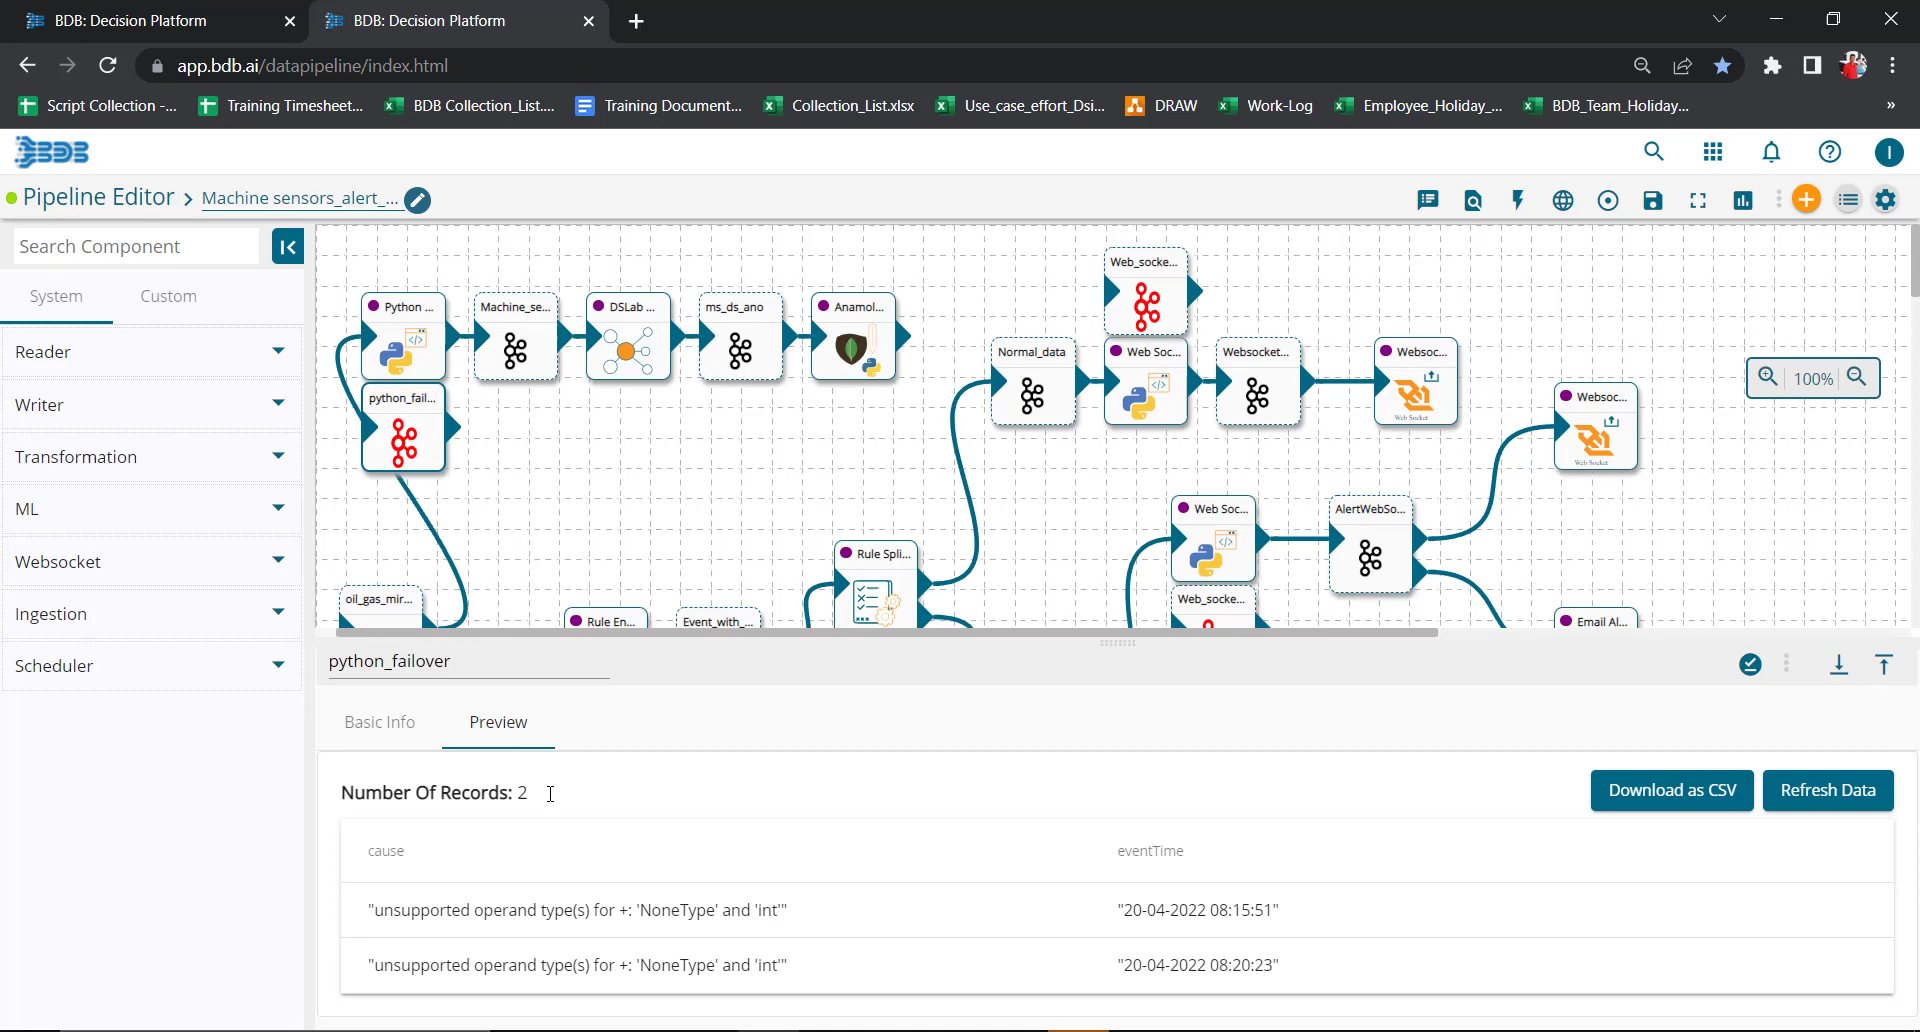 BDB: Decision Platform
BDB: Decision Platform
app.bdb.ai/datapipeline/index.html
Script Collection -...
Training Timesheet...
BDB Collection_List....
Training Document...
Collection_List.xlsx
Use_case_effort_Dsi...
DRAW
Work-Log
Employee_Holiday_...
BDB_Team_Holiday...
BDB
I
Pipeline Editor > Machine sensors_alert_...
Search Component
System
Custom
Reader
Writer
Transformation
ML
Websocket
Ingestion
Scheduler
Web_socke...
Python ...
Machine_se...
DSLab ...
ms_ds_ano
Anamol...
Normal_data
Web Soc...
Websocket...
Websoc...
Web Socket
python_fail...
100%
Websoc...
Web Socket
Web Soc...
AlertWebSo...
Rule Spli...
oil_gas_mir...
Web_socke...
Rule En...
Event_with_...
Email Al...
python_failover
Basic Info
Preview
Number Of Records: 2
Download as CSV
Refresh Data
cause
eventTime
"unsupported operand type(s) for +: 'NoneType' and 'int'"
"20-04-2022 08:15:51"
"unsupported operand type(s) for +: 'NoneType' and 'int'"
"20-04-2022 08:20:23"